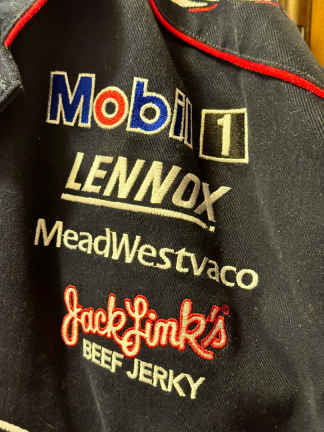 Mobil 1
LENNOX
MeadWestvaco
Jack Link's
BEEF JERKY